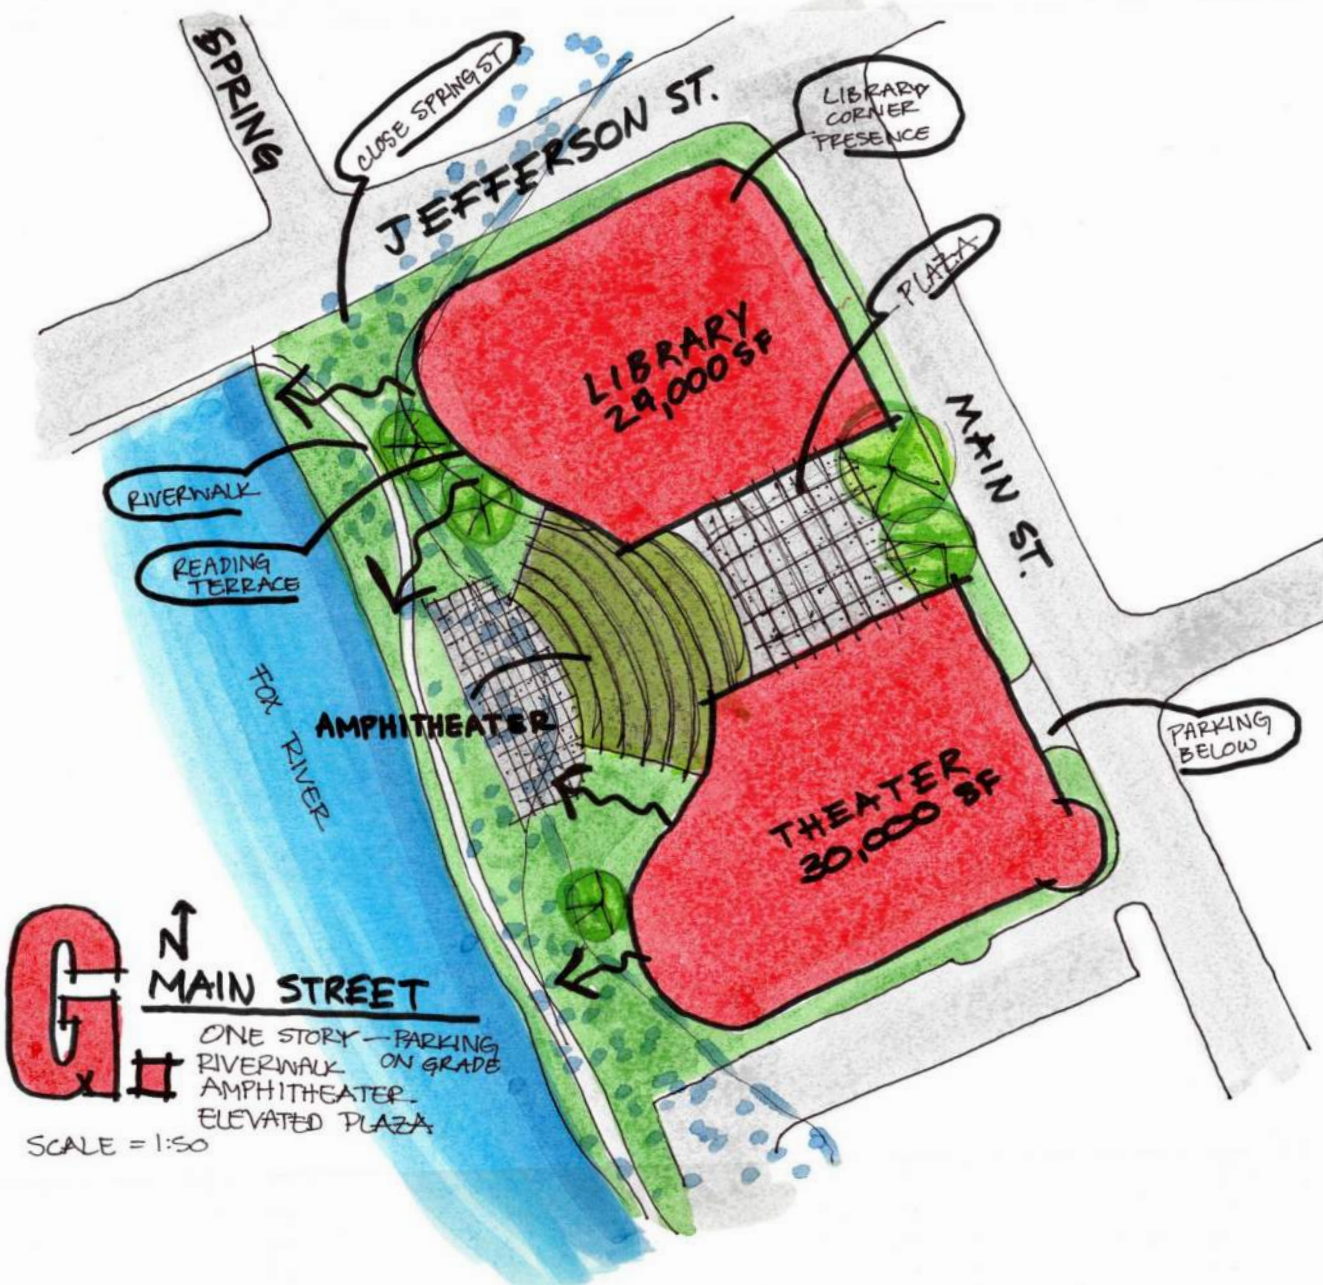 SPRING
CLOSE SPRING ST
JEFFERSON ST.
LIBRARY
CORNER
PRESENCE
PLAZA
LIBRARY
29,000 SF
MAIN ST.
RIVERWALK
READING
TERRACE
FOX RIVER
AMPHITHEATER
PARKING
BELOW
THEATER
30,000 SF
G.
N
MAIN STREET
ONE STORY — PARKING
RIVERWALK ON GRADE
AMPHITHEATER
ELEVATED PLAZA
SCALE = 1:50